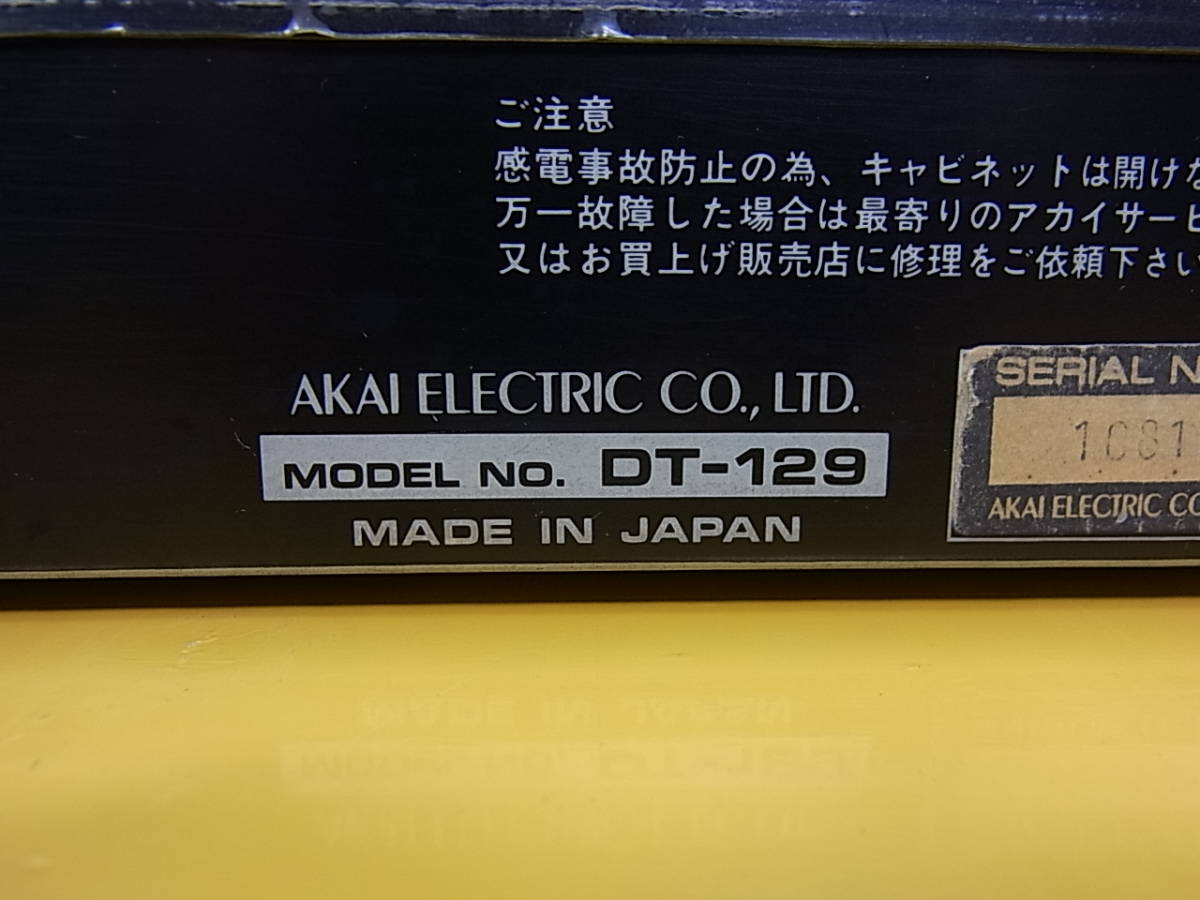 ご注意
感電事故防止の為、キャビネットは開けな
万一故障した場合は最寄りのアカイサービ
又はお買上げ販売店に修理をご依頼下さい
AKAI ELECTRIC CO., LTD.
MODEL NO. DT-129
MADE IN JAPAN
SERIAL N
1081
AKAI ELECTRIC CO